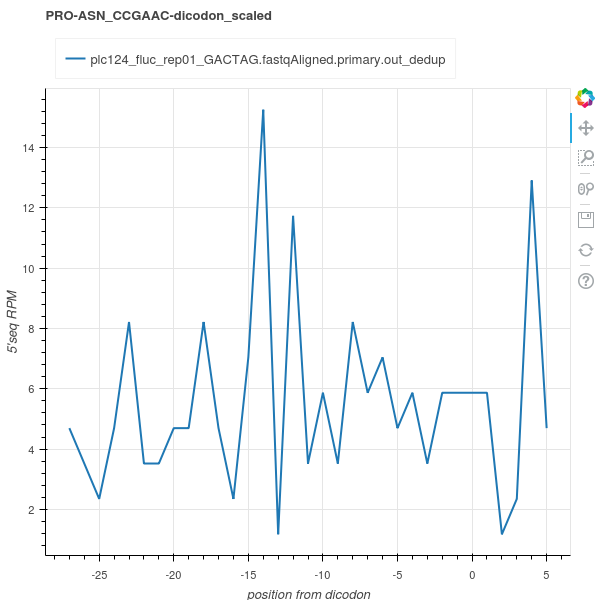 PRO-ASN_CCGAAC-dicodon_scaled
plc124_fluc_rep01_GACTAG.fastqAligned.primary.out_dedup
14
12
10
8
6
4
2
5'seq RPM
-25 -20 -15 -10 -5 0 5
position from dicodon